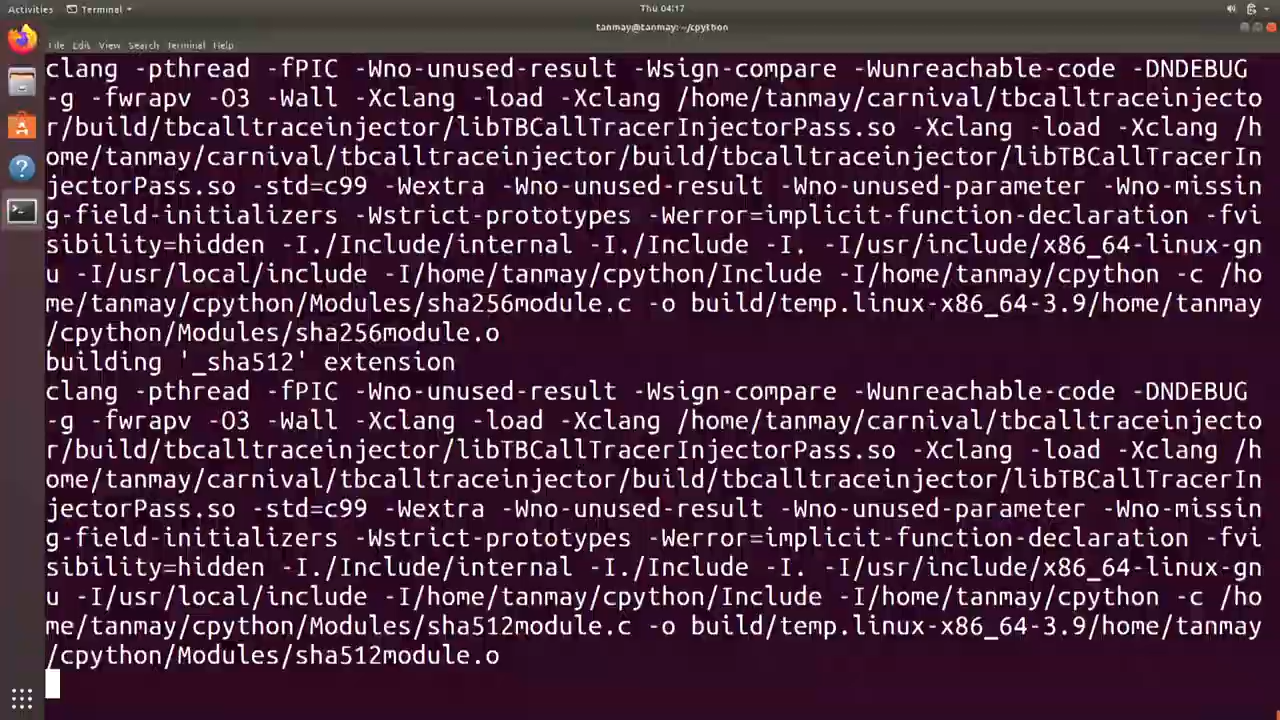 Activities Terminal Thu 04:17
tanmay@tanmay: ~/cpython
File Edit View Search Terminal Help
clang -pthread -fPIC -Wno-unused-result -Wsign-compare -Wunreachable-code -DNDEBUG
-g -fwrapv -O3 -Wall -Xclang -load -Xclang /home/tanmay/carnival/tbcalltraceinjecto
r/build/tbcalltraceinjector/libTBCallTracerInjectorPass.so -Xclang -load -Xclang /h
ome/tanmay/carnival/tbcalltraceinjector/build/tbcalltraceinjector/libTBCallTracerIn
jectorPass.so -std=c99 -Wextra -Wno-unused-result -Wno-unused-parameter -Wno-missin
g-field-initializers -Wstrict-prototypes -Werror=implicit-function-declaration -fvi
sibility=hidden -I./Include/internal -I./Include -I. -I/usr/include/x86_64-linux-gn
u -I/usr/local/include -I/home/tanmay/cpython/Include -I/home/tanmay/cpython -c /ho
me/tanmay/cpython/Modules/sha256module.c -o build/temp.linux-x86_64-3.9/home/tanmay
/cpython/Modules/sha256module.o
building '_sha512' extension
clang -pthread -fPIC -Wno-unused-result -Wsign-compare -Wunreachable-code -DNDEBUG
-g -fwrapv -O3 -Wall -Xclang -load -Xclang /home/tanmay/carnival/tbcalltraceinjecto
r/build/tbcalltraceinjector/libTBCallTracerInjectorPass.so -Xclang -load -Xclang /h
ome/tanmay/carnival/tbcalltraceinjector/build/tbcalltraceinjector/libTBCallTracerIn
jectorPass.so -std=c99 -Wextra -Wno-unused-result -Wno-unused-parameter -Wno-missin
g-field-initializers -Wstrict-prototypes -Werror=implicit-function-declaration -fvi
sibility=hidden -I./Include/internal -I./Include -I. -I/usr/include/x86_64-linux-gn
u -I/usr/local/include -I/home/tanmay/cpython/Include -I/home/tanmay/cpython -c /ho
me/tanmay/cpython/Modules/sha512module.c -o build/temp.linux-x86_64-3.9/home/tanmay
/cpython/Modules/sha512module.o